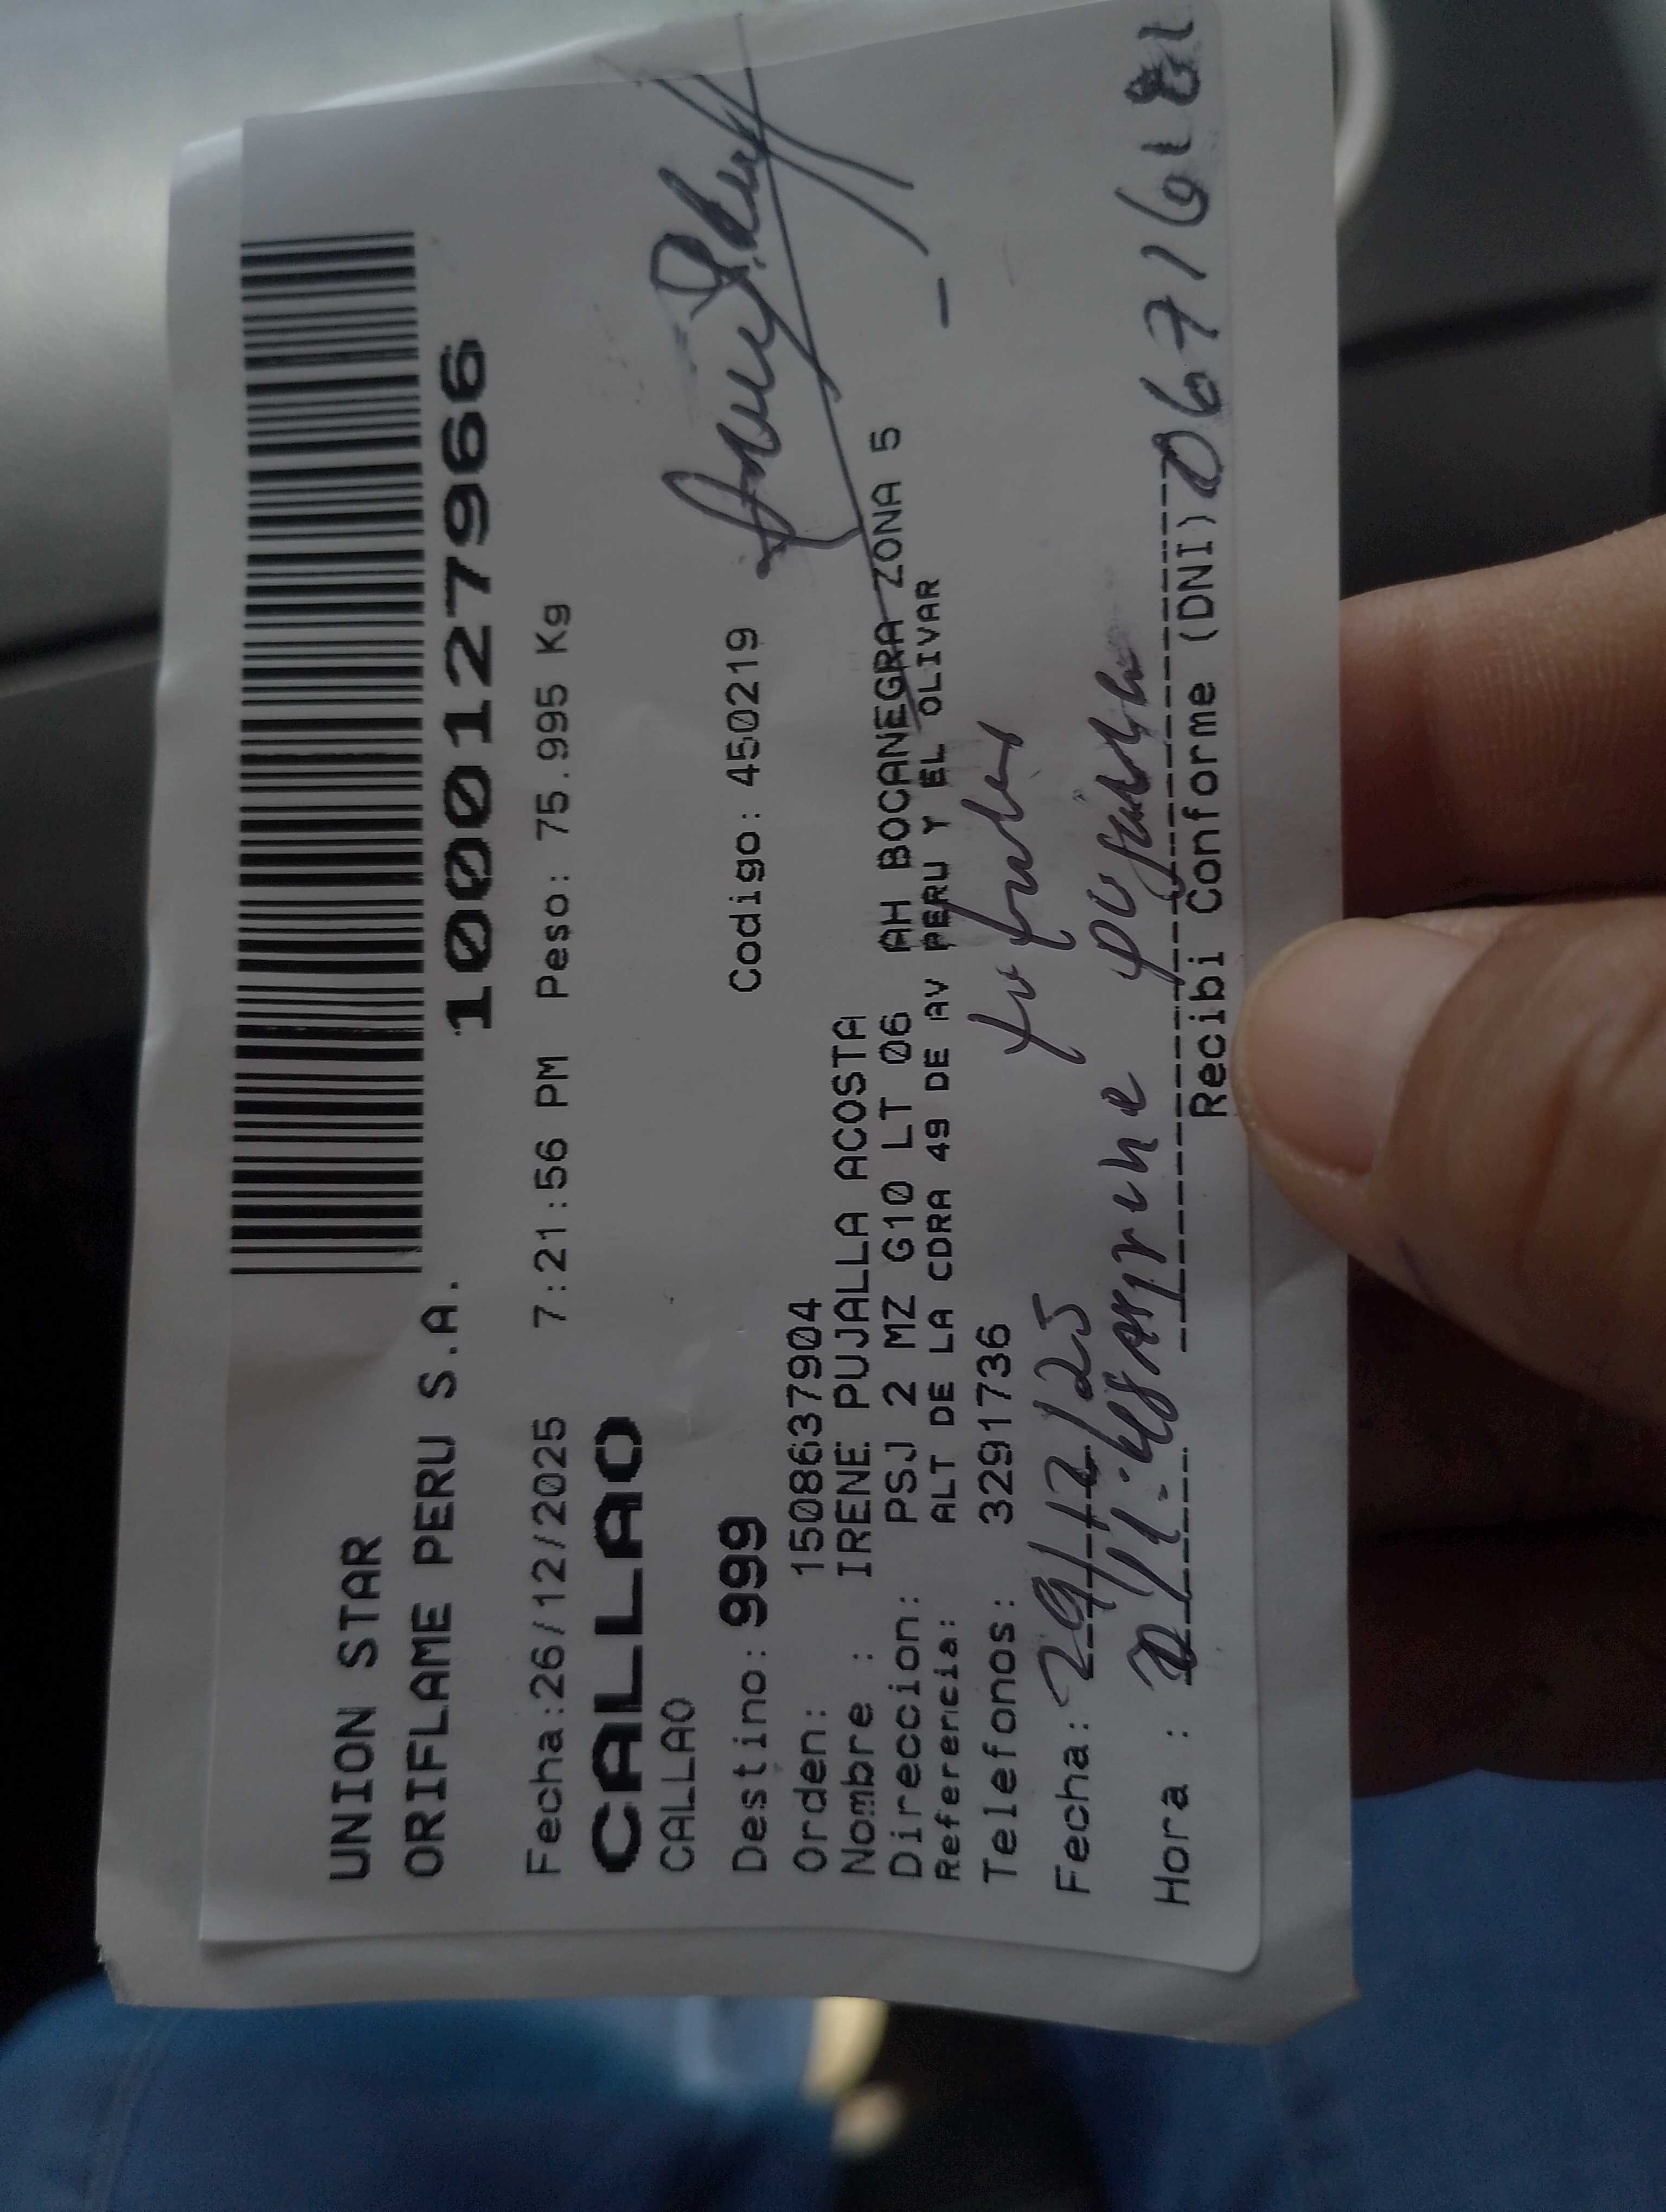 UNION STAR
ORIFLAME PERU S.A.
1000127966
Fecha:26/12/2025 7:21:56 PM Peso: 75.995 Kg
CALLAO
CALLAO
Destino: 999 Codigo: 450219
Orden: 1508637904
Nombre : IRENE PUJALLA ACOSTA
Direccion: PSJ 2 MZ G10 LT 06 AH BOCANEGRA ZONA 5
Referencia: ALT DE LA CDRA 49 DE AV PERU Y EL OLIVAR
Telefonos: 3291736
Fecha: 29/12/25
Hora :
Recibi Conforme (DNI)